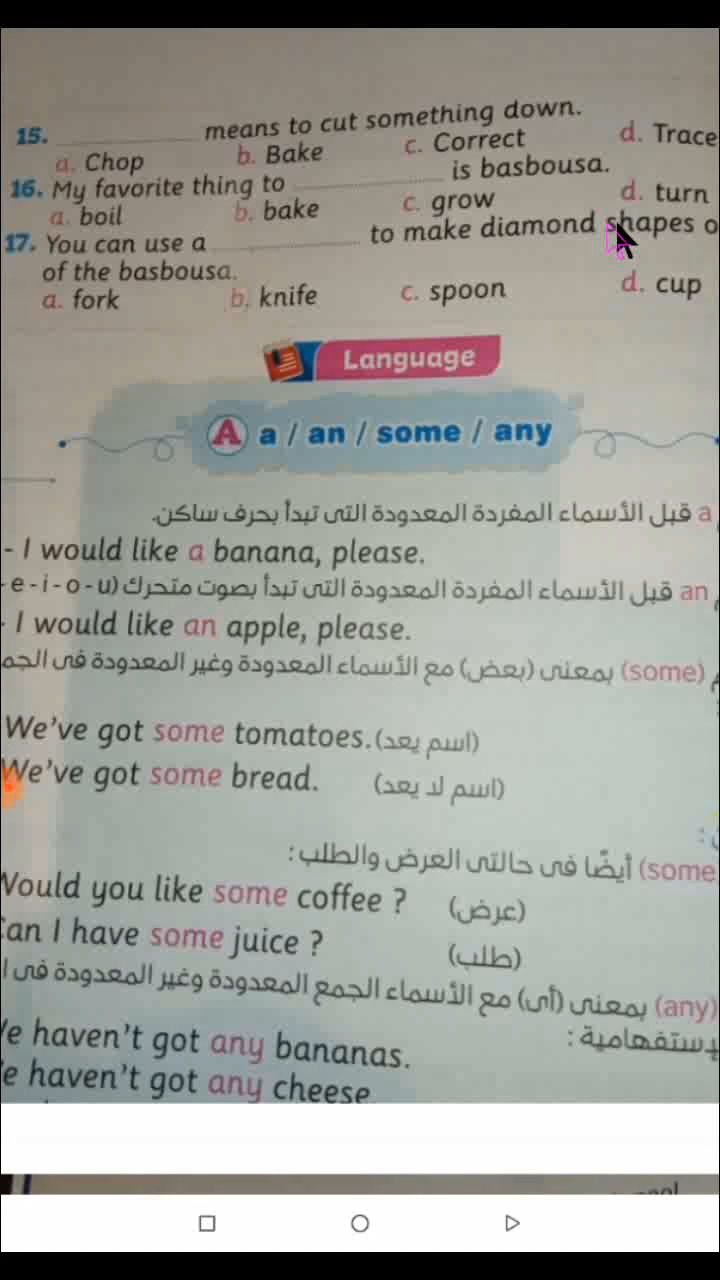 15. ____ means to cut something down.
a. Chop b. Bake c. Correct d. Trace
16. My favorite thing to ____ is basbousa.
a. boil b. bake c. grow d. turn
17. You can use a ____ to make diamond shapes o
of the basbousa.
a. fork b. knife c. spoon d. cup
Language
A a / an / some / any
a قبل الأسماء المفردة المعدودة التى تبدأ بحرف ساكن.
- I would like a banana, please.
an قبل الأسماء المفردة المعدودة التى تبدأ بصوت متحرك (e - i - o - u
- I would like an apple, please.
(some) بمعنى (بعض) مع الأسماء المعدودة وغير المعدودة فى
We've got some tomatoes. (اسم يعد)
We've got some bread. (اسم لا يعد)
(some أيضًا فى حالتى العرض والطلب :
Would you like some coffee ? (عرض)
Can I have some juice ? (طلب)
(any) بمعنى (أى) مع الأسماء الجمع المعدودة وغير المعدودة فى
We haven't got any bananas.
We haven't got any cheese